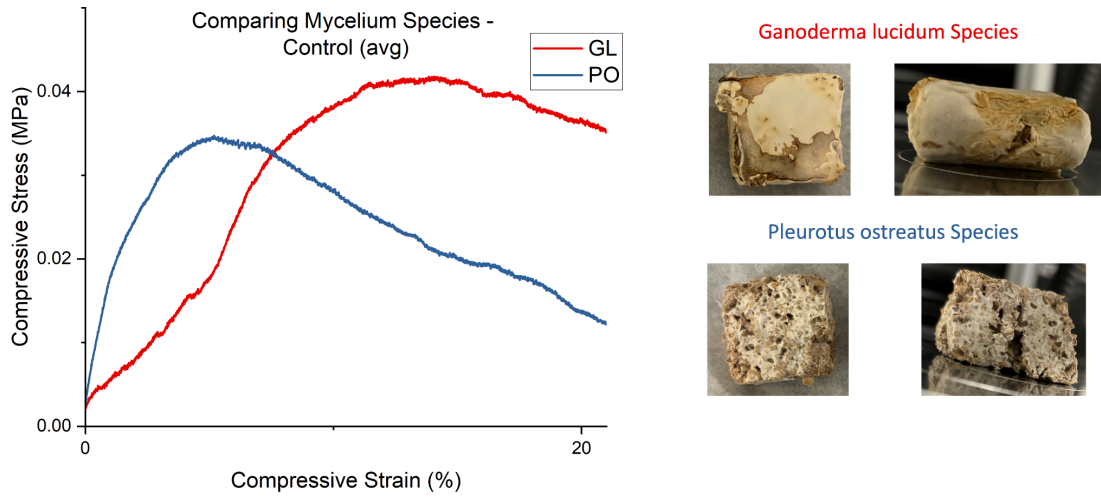 Comparing Mycelium Species -
Control (avg)
GL
PO
0.04
0.02
0.00
0
20
Compressive Stress (MPa)
Compressive Strain (%)
Ganoderma lucidum Species
Pleurotus ostreatus Species